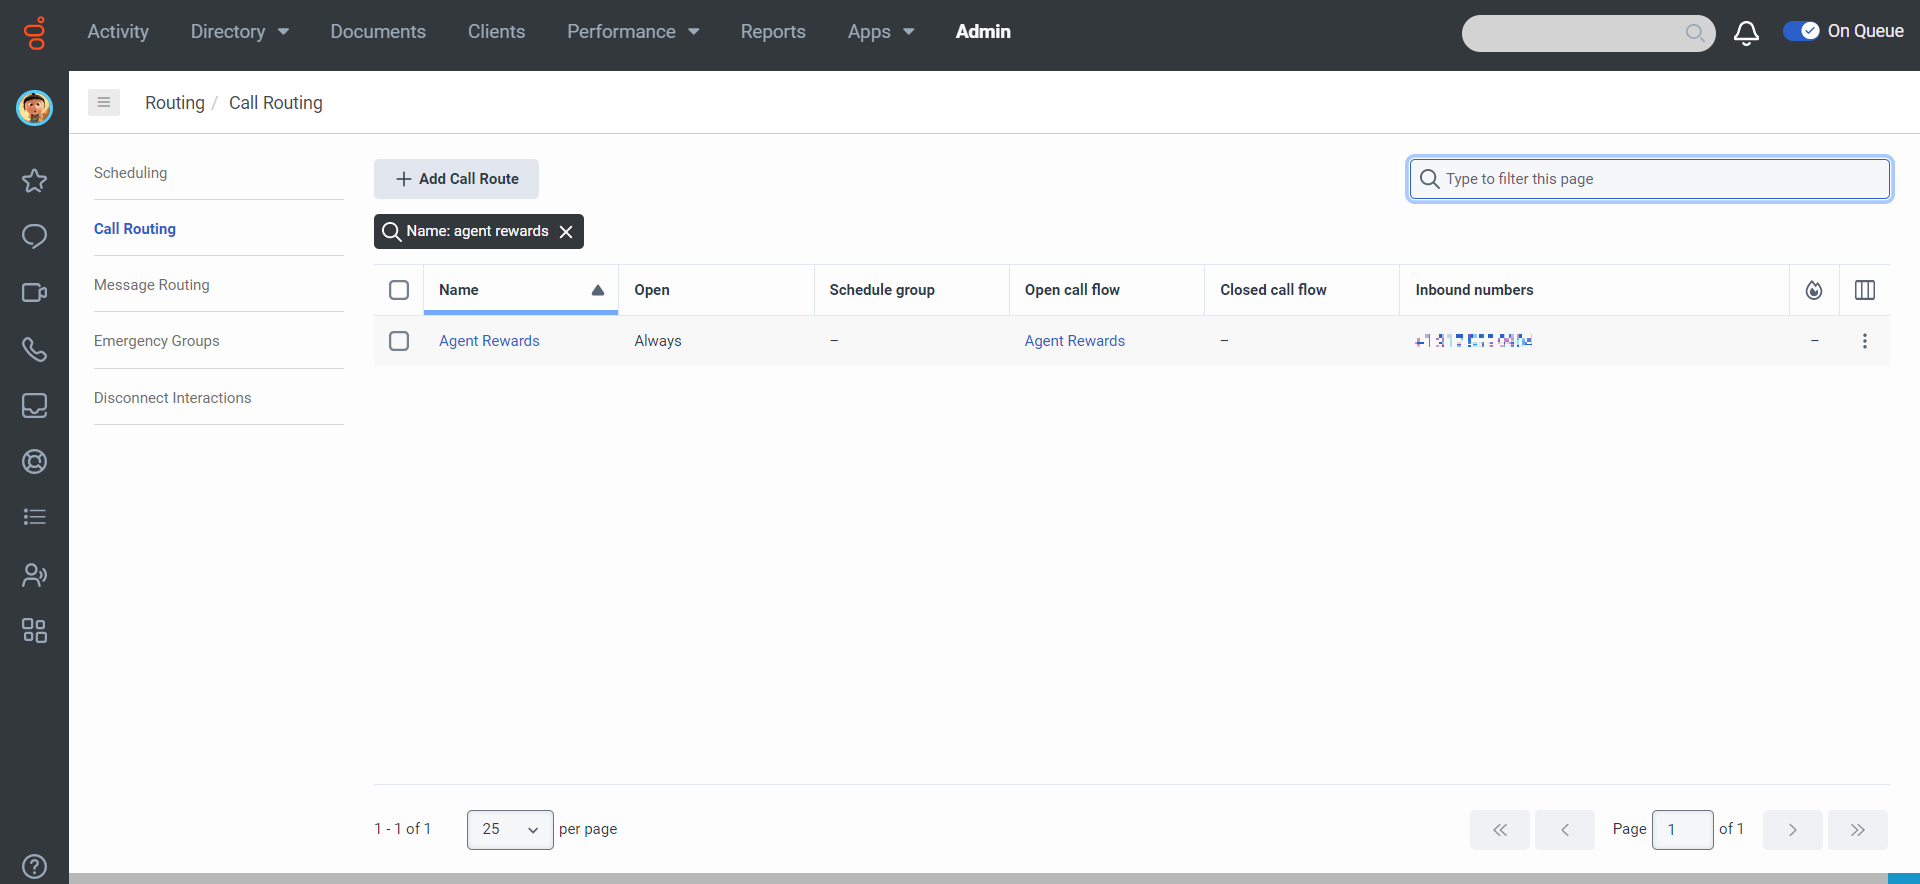 Activity Directory Documents Clients Performance Reports Apps Admin On Queue
Routing / Call Routing
Scheduling
Call Routing
Message Routing
Emergency Groups
Disconnect Interactions
Add Call Route
Type to filter this page
Name: agent rewards
Name Open Schedule group Open call flow Closed call flow Inbound numbers
Agent Rewards Always – Agent Rewards – –
1 - 1 of 1 25 per page Page 1 of 1